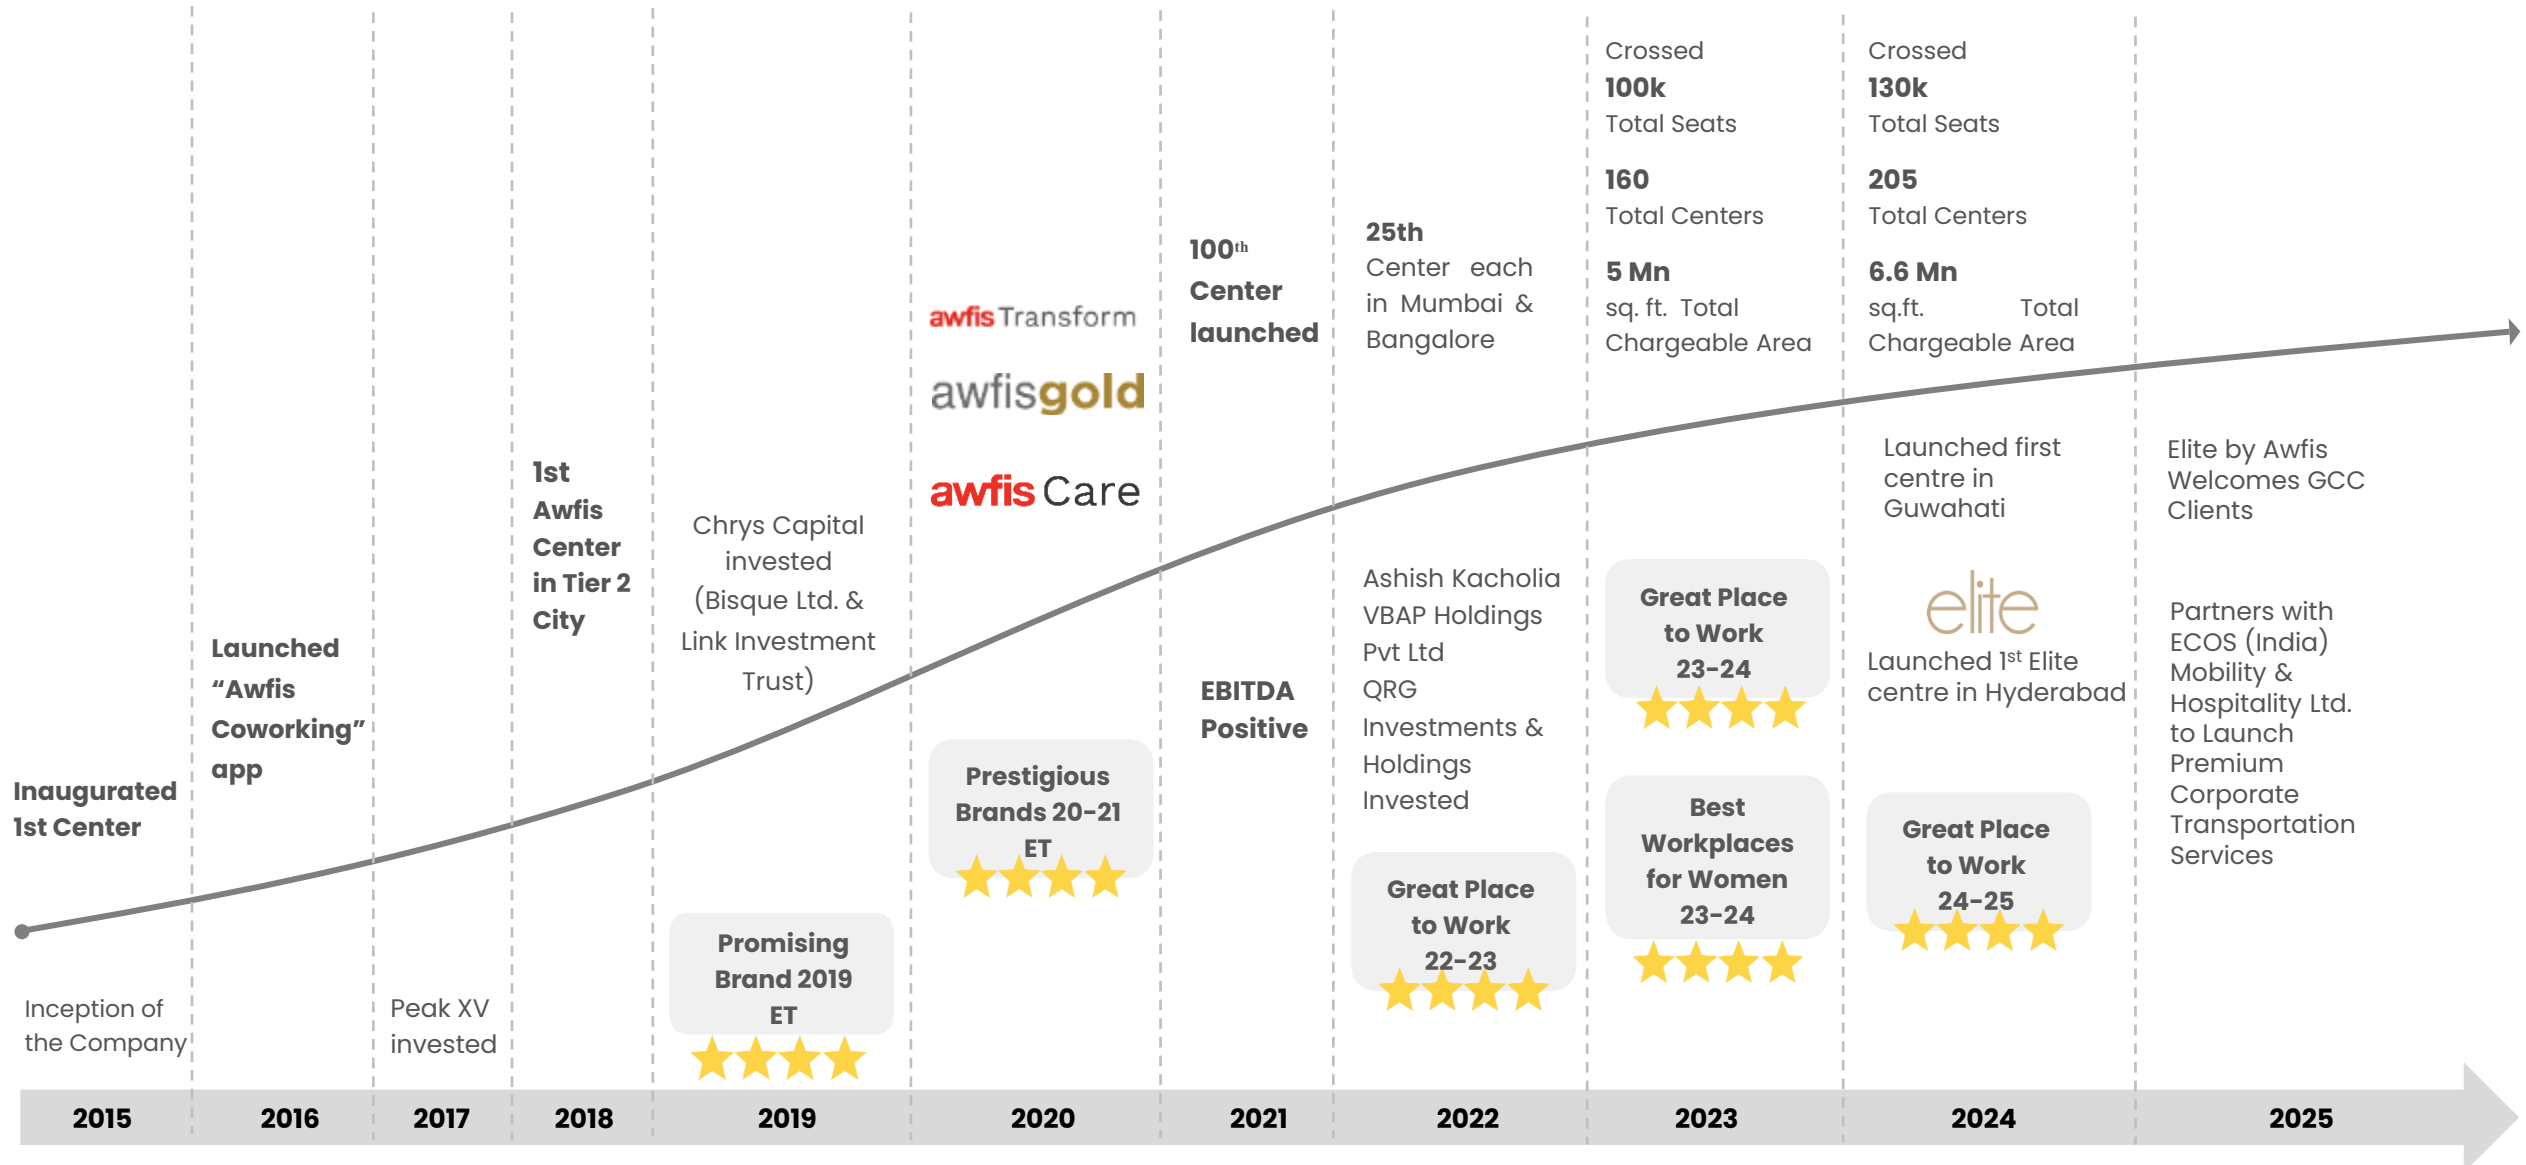 Inaugurated
1st Center
Inception of
the Company
Launched
“Awfis
Coworking”
app
Peak XV
invested
1st
Awfis
Center
in Tier 2
City
Chrys Capital
invested
(Bisque Ltd. &
Link Investment
Trust)
Promising
Brand 2019
ET
awfis Transform
awfisgold
awfis Care
Prestigious
Brands 20-21
ET
100th
Center
launched
EBITDA
Positive
25th
Center each
in Mumbai &
Bangalore
Ashish Kacholia
VBAP Holdings
Pvt Ltd
QRG
Investments &
Holdings
Invested
Great Place
to Work
22-23
Crossed
100k
Total Seats
160
Total Centers
5 Mn
sq. ft. Total
Chargeable Area
Great Place
to Work
23-24
Best
Workplaces
for Women
23-24
Crossed
130k
Total Seats
205
Total Centers
6.6 Mn
sq.ft. Total
Chargeable Area
Launched first
centre in
Guwahati
elite
Launched 1st Elite
centre in Hyderabad
Great Place
to Work
24-25
Elite by Awfis
Welcomes GCC
Clients
Partners with
ECOS (India)
Mobility &
Hospitality Ltd.
to Launch
Premium
Corporate
Transportation
Services
2015 2016 2017 2018 2019 2020 2021 2022 2023 2024 2025